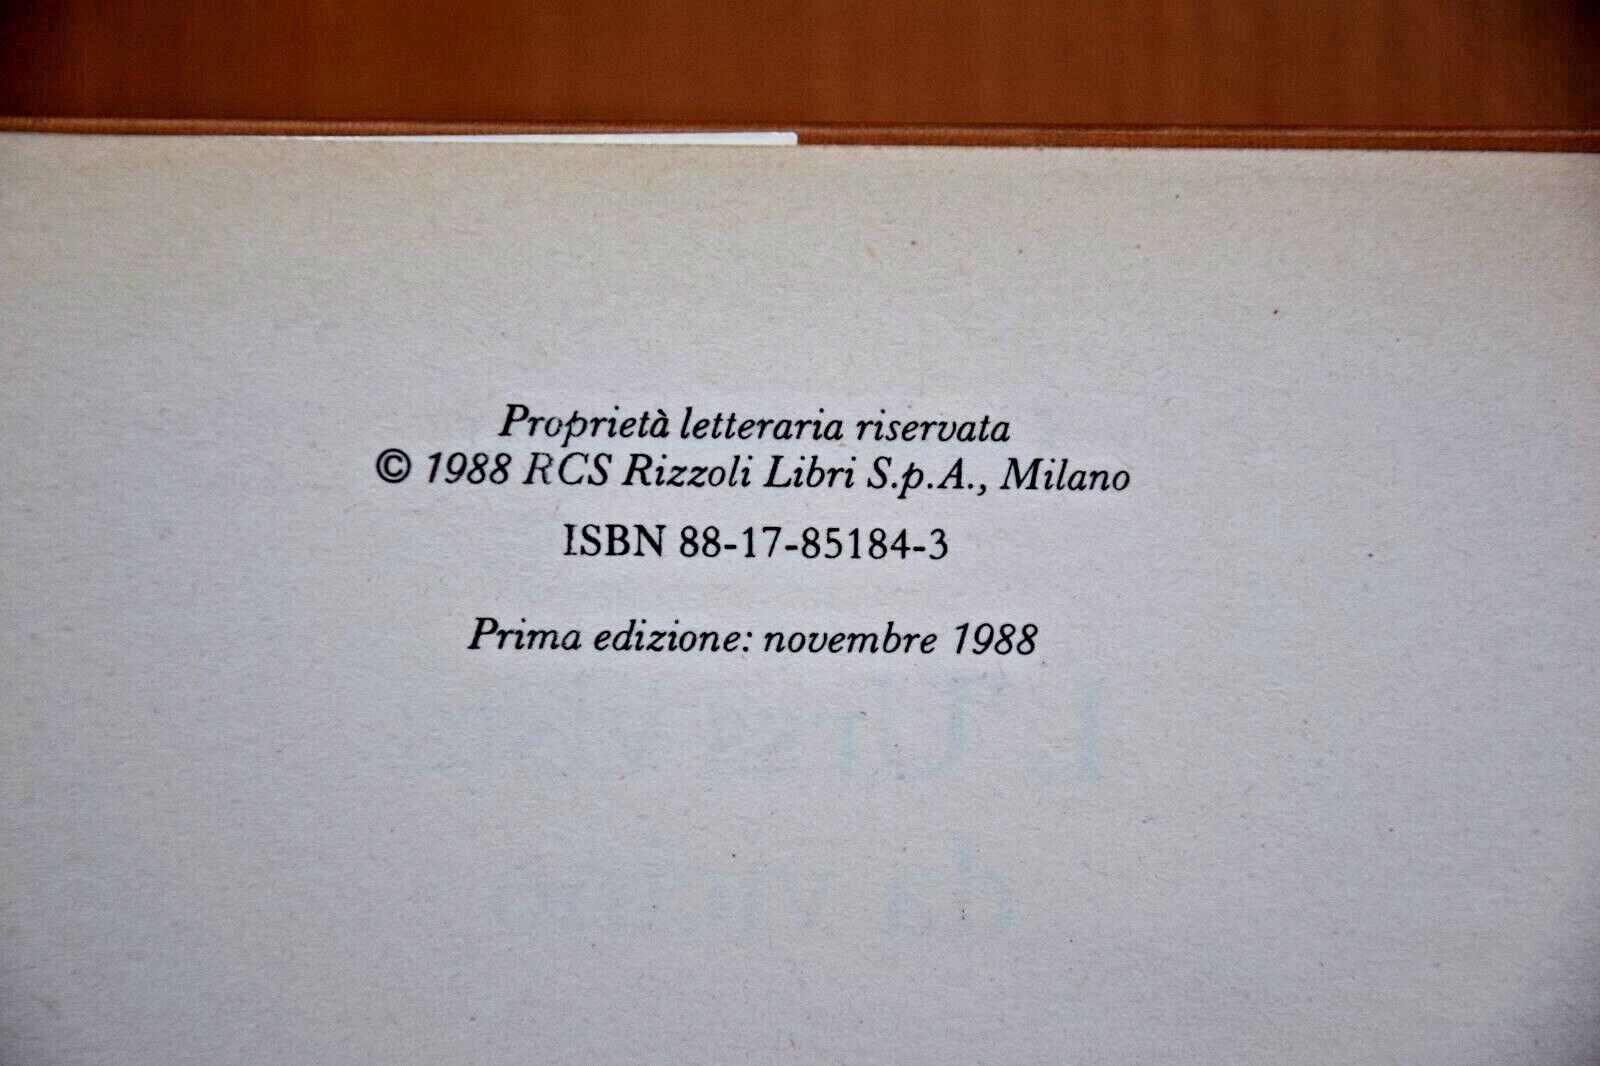 Proprietà letteraria riservata
© 1988 RCS Rizzoli Libri S.p.A., Milano
ISBN 88-17-85184-3
Prima edizione: novembre 1988